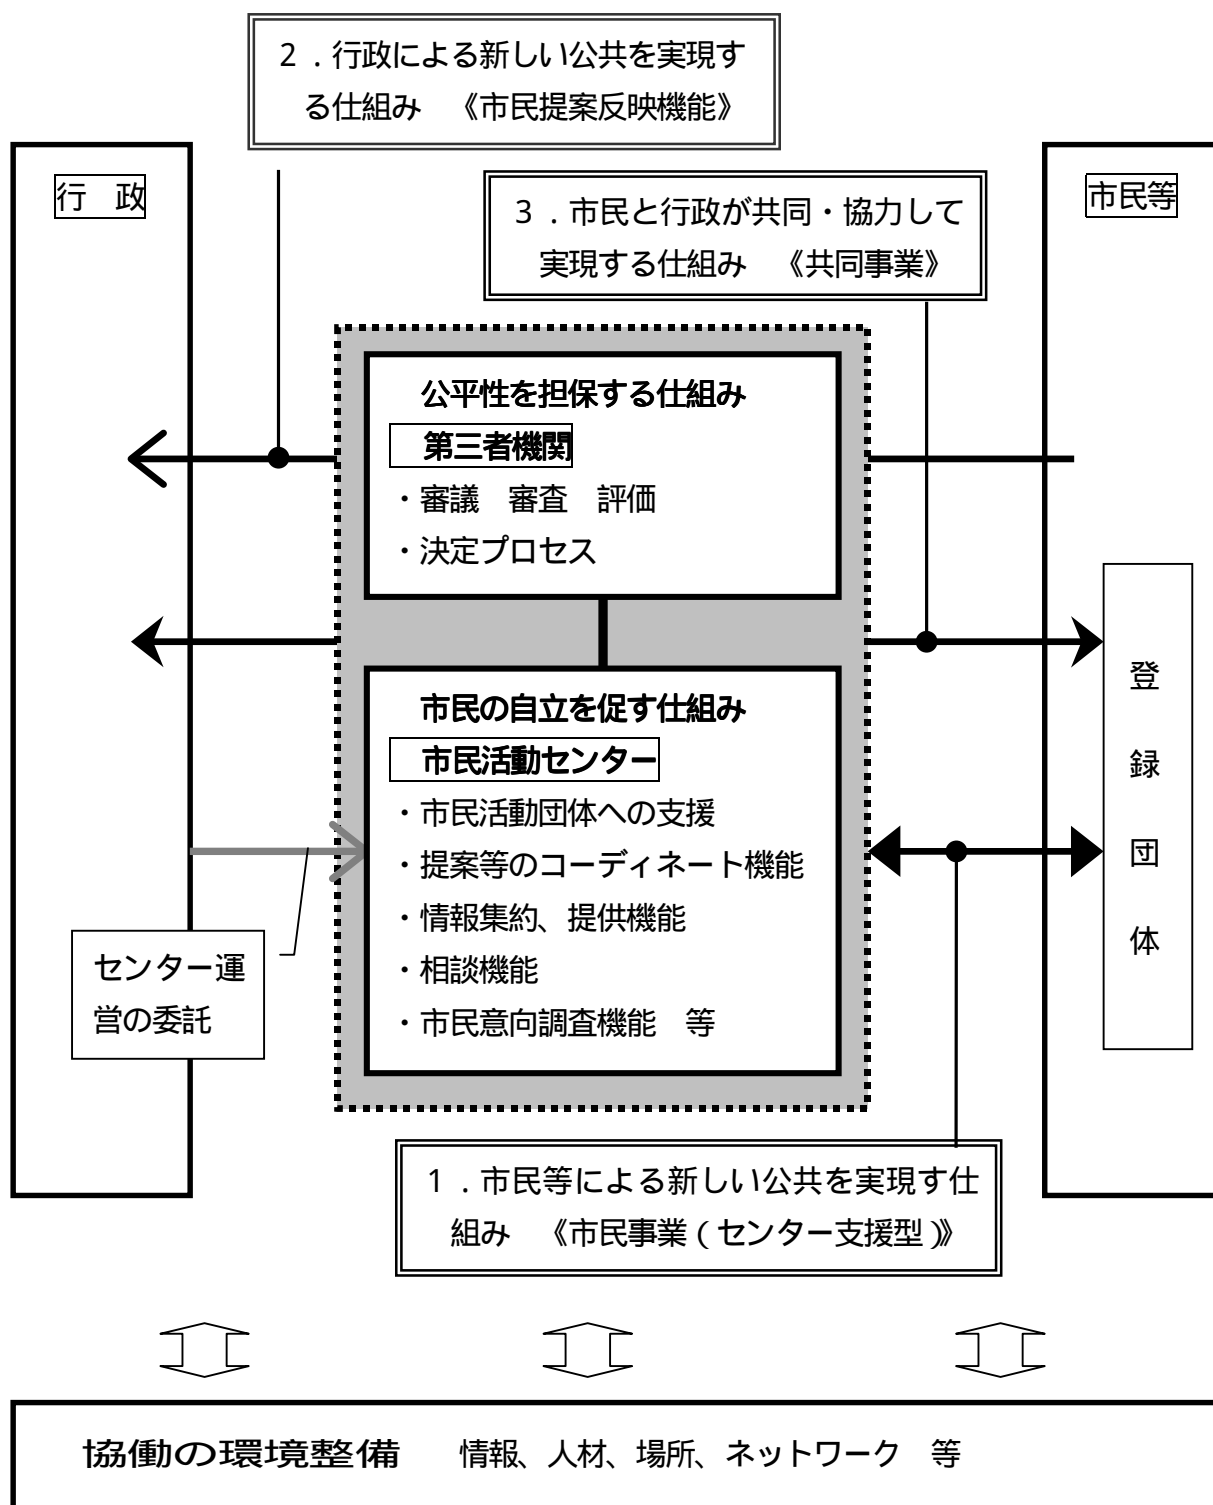 ２．行政による新しい公共を実現す
る仕組み　《市民提案反映機能》
行　政
市民等
３．市民と行政が共同・協力して
実現する仕組み　《共同事業》
公平性を担保する仕組み
第三者機関
・審議　審査　評価
・決定プロセス
市民の自立を促す仕組み
市民活動センター
・市民活動団体への支援
・提案等のコーディネート機能
・情報集約、提供機能
・相談機能
・市民意向調査機能　等
登
録
団
体
センター運
営の委託
１．市民等による新しい公共を実現す仕
組み　《市民事業（センター支援型）》
協働の環境整備　情報、人材、場所、ネットワーク　等